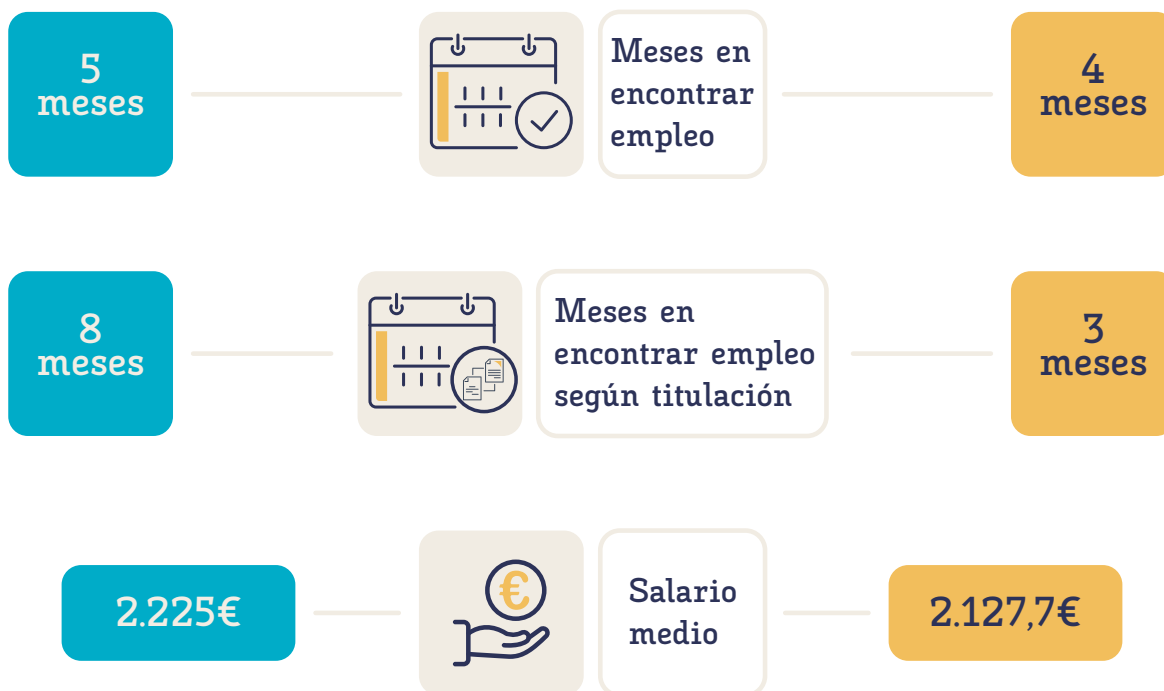 5
meses
Meses en
encontrar
empleo
4
meses
8
meses
Meses en
encontrar empleo
según titulación
3
meses
2.225€
€
Salario
medio
2.127,7€